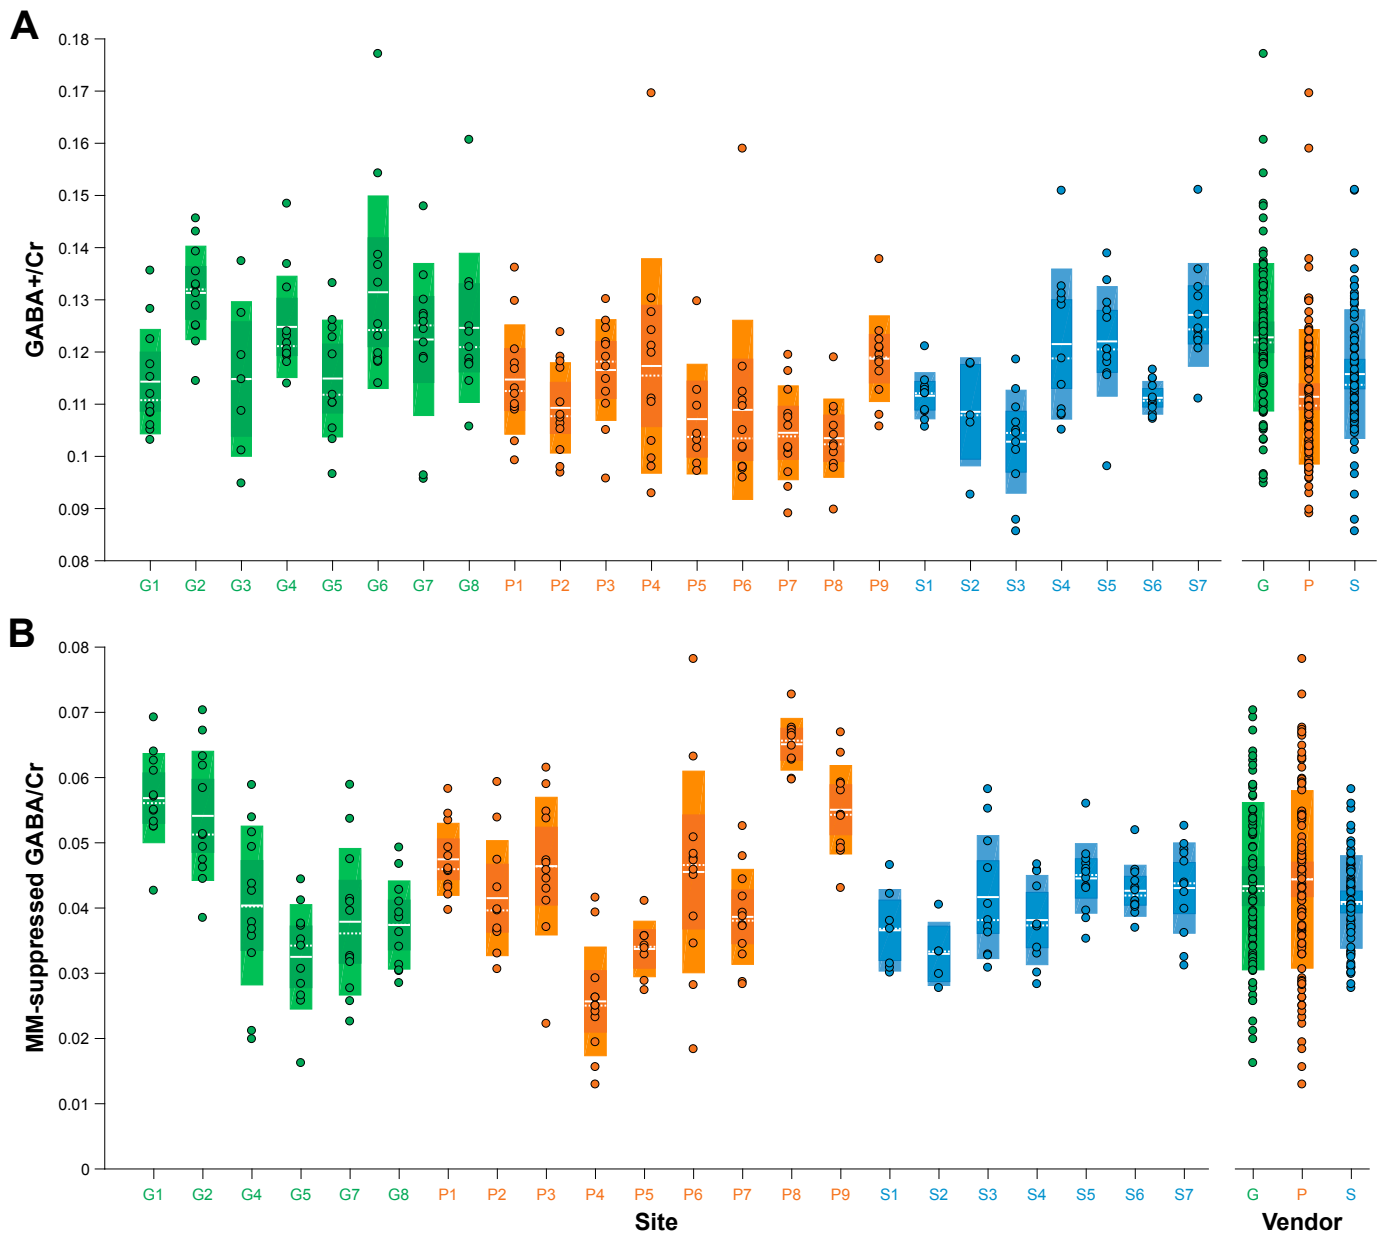 A
0.18
0.17
0.16
0.15
0.14
0.13
0.12
0.11
0.1
0.09
0.08
GABA+/Cr
G1 G2 G3 G4 G5 G6 G7 G8 P1 P2 P3 P4 P5 P6 P7 P8 P9 S1 S2 S3 S4 S5 S6 S7 G P S
B
0.08
0.07
0.06
0.05
0.04
0.03
0.02
0.01
0
MM-suppressed GABA/Cr
G1 G2 G4 G5 G7 G8 P1 P2 P3 P4 P5 P6 P7 P8 P9 S1 S2 S3 S4 S5 S6 S7 G P S
Site Vendor